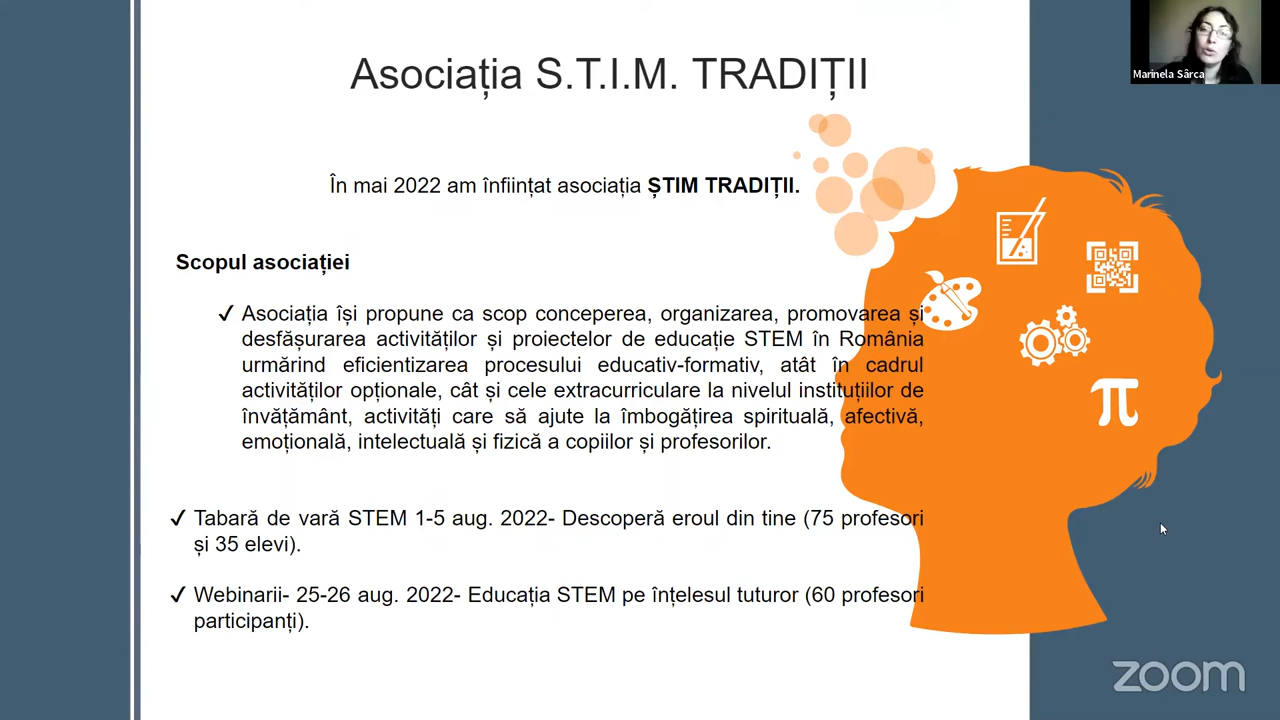 Asociația S.T.I.M. TRADIȚII
Marinela Sârca
În mai 2022 am înființat asociația ȘTIM TRADIȚII.
Scopul asociației
✓ Asociația își propune ca scop conceperea, organizarea, promovarea și
desfășurarea activităților și proiectelor de educație STEM în România
urmărind eficientizarea procesului educativ-formativ, atât în cadrul
activităților opționale, cât și cele extracurriculare la nivelul instituțiilor de
învățământ, activități care să ajute la îmbogățirea spirituală, afectivă,
emoțională, intelectuală și fizică a copiilor și profesorilor.
✓ Tabară de vară STEM 1-5 aug. 2022- Descoperă eroul din tine (75 profesori
și 35 elevi).
✓ Webinarii- 25-26 aug. 2022- Educația STEM pe înțelesul tuturor (60 profesori
participanți).
π
zoom